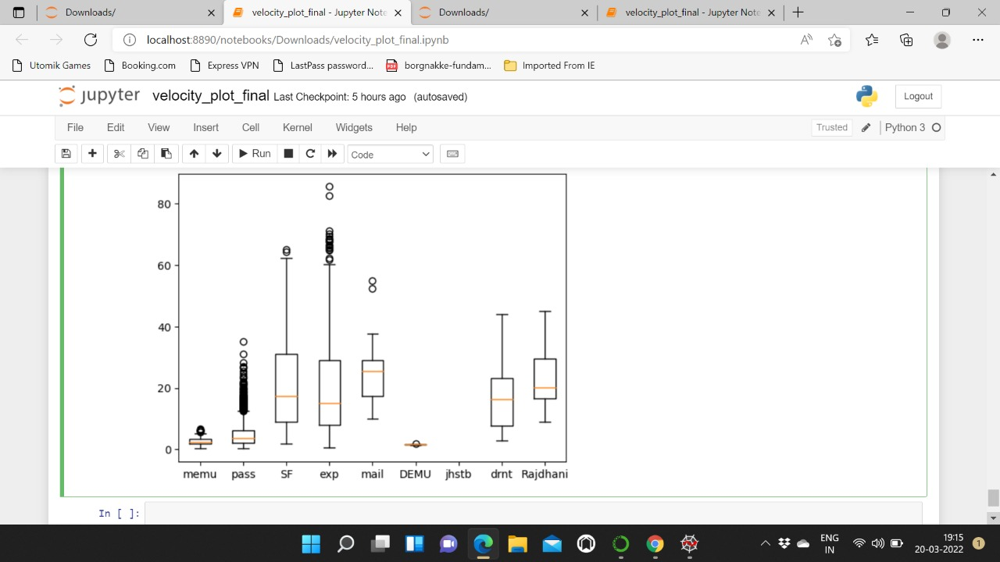 Downloads/ velocity_plot_final - Jupyter Note Downloads/ velocity_plot_final - Jupyter Note
localhost:8890/notebooks/Downloads/velocity_plot_final.ipynb
Utomik Games Booking.com Express VPN LastPass password... borgnakke-fundam... Imported From IE
jupyter velocity_plot_final Last Checkpoint: 5 hours ago (autosaved) Logout
File Edit View Insert Cell Kernel Widgets Help Trusted Python 3
Run Code
80
60
40
20
0
memu pass SF exp mail DEMU jhstb drnt Rajdhani
In [ ]:
ENG 19:15
IN 20-03-2022 1